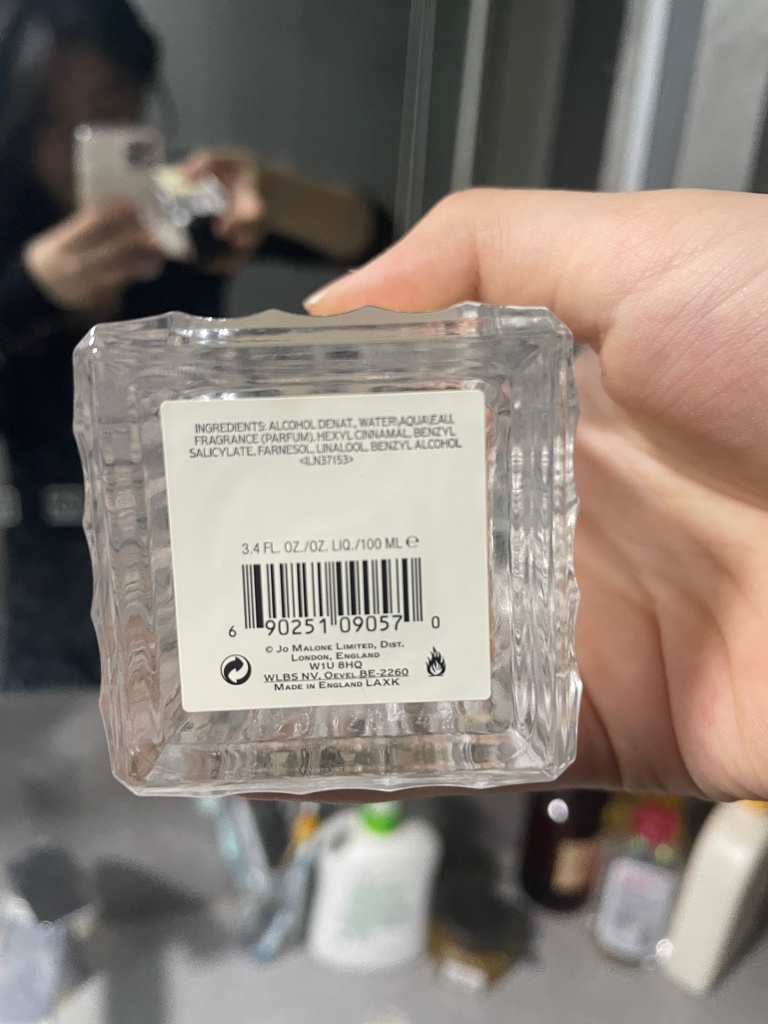 INGREDIENTS: ALCOHOL DENAT., WATER\AQUA\EAU,
FRAGRANCE (PARFUM), HEXYL CINNAMAL, BENZYL
SALICYLATE, FARNESOL, LINALOOL, BENZYL ALCOHOL
<ILN37153>
3.4 FL. OZ./OZ. LIQ./100 ML ℮
6 90251 09057 0
© JO MALONE LIMITED, DIST.
LONDON, ENGLAND
W1U 8HQ
WLBS NV, OEVEL BE-2260
MADE IN ENGLAND LAXK